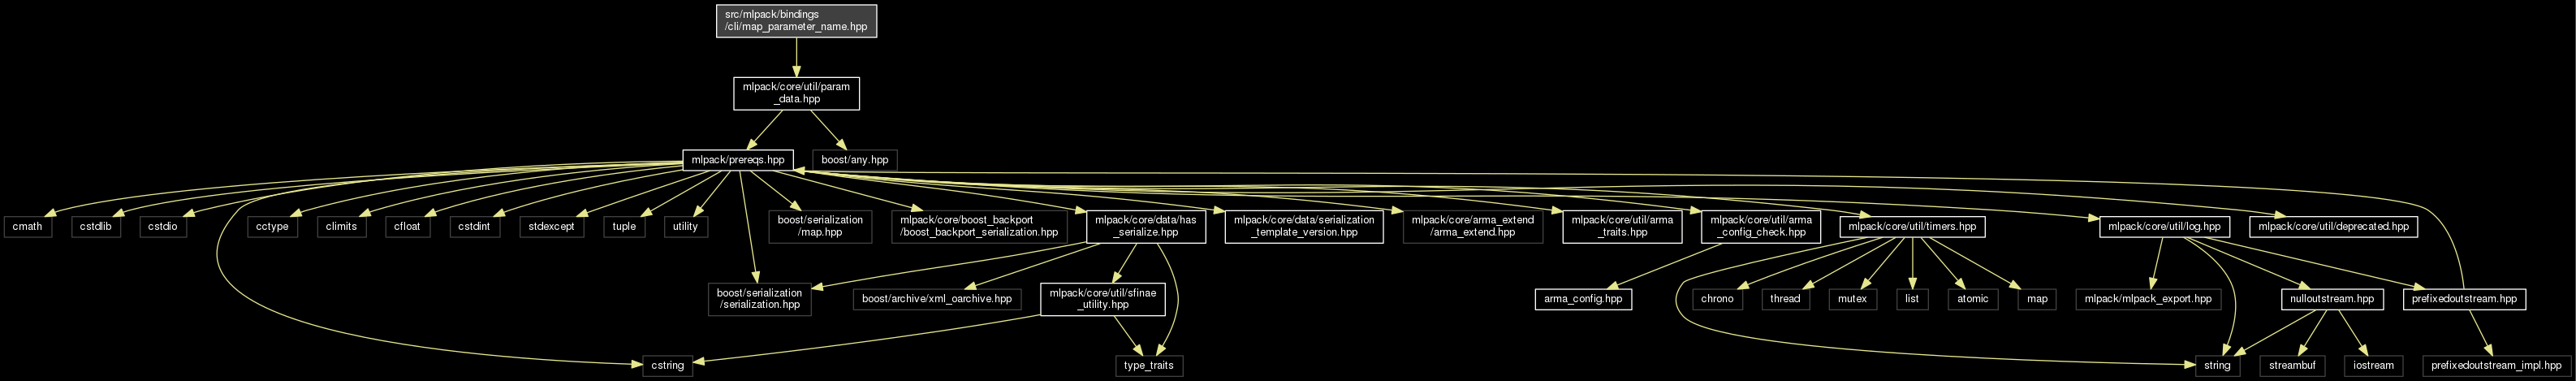 src/mlpack/bindings
/cli/map_parameter_name.hpp
mlpack/core/util/param
_data.hpp
mlpack/prereqs.hpp
boost/any.hpp
cmath
cstdlib
cstdio
cctype
climits
cfloat
cstdint
stdexcept
tuple
utility
boost/serialization
/map.hpp
mlpack/core/boost_backport
/boost_backport_serialization.hpp
mlpack/core/data/has
_serialize.hpp
mlpack/core/data/serialization
_template_version.hpp
mlpack/core/arma_extend
/arma_extend.hpp
mlpack/core/util/arma
_traits.hpp
mlpack/core/util/arma
_config_check.hpp
mlpack/core/util/timers.hpp
mlpack/core/util/log.hpp
mlpack/core/util/deprecated.hpp
boost/serialization
/serialization.hpp
boost/archive/xml_oarchive.hpp
mlpack/core/util/sfinae
_utility.hpp
arma_config.hpp
chrono
thread
mutex
list
atomic
map
mlpack/mlpack_export.hpp
nulloutstream.hpp
prefixedoutstream.hpp
cstring
type_traits
string
streambuf
iostream
prefixedoutstream_impl.hpp